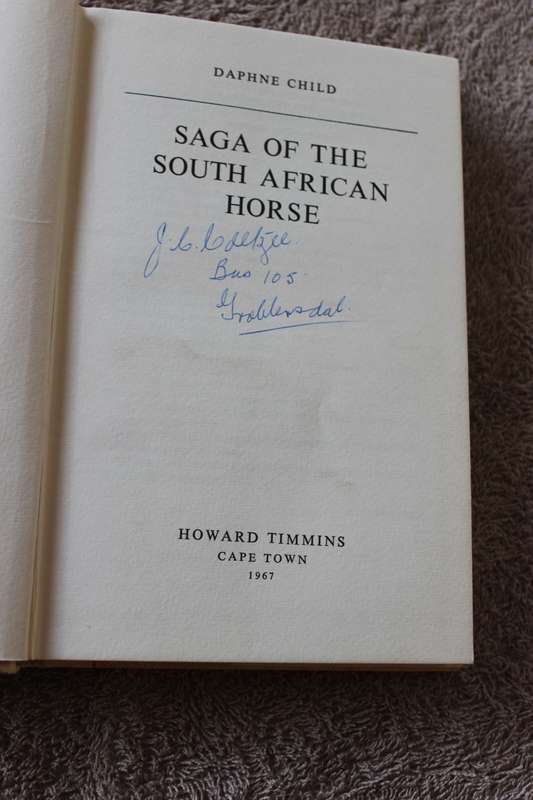 DAPHNE CHILD
SAGA OF THE
SOUTH AFRICAN
HORSE
J. C. Coetzee.
Bus 105
Groblersdal.
HOWARD TIMMINS
CAPE TOWN
1967